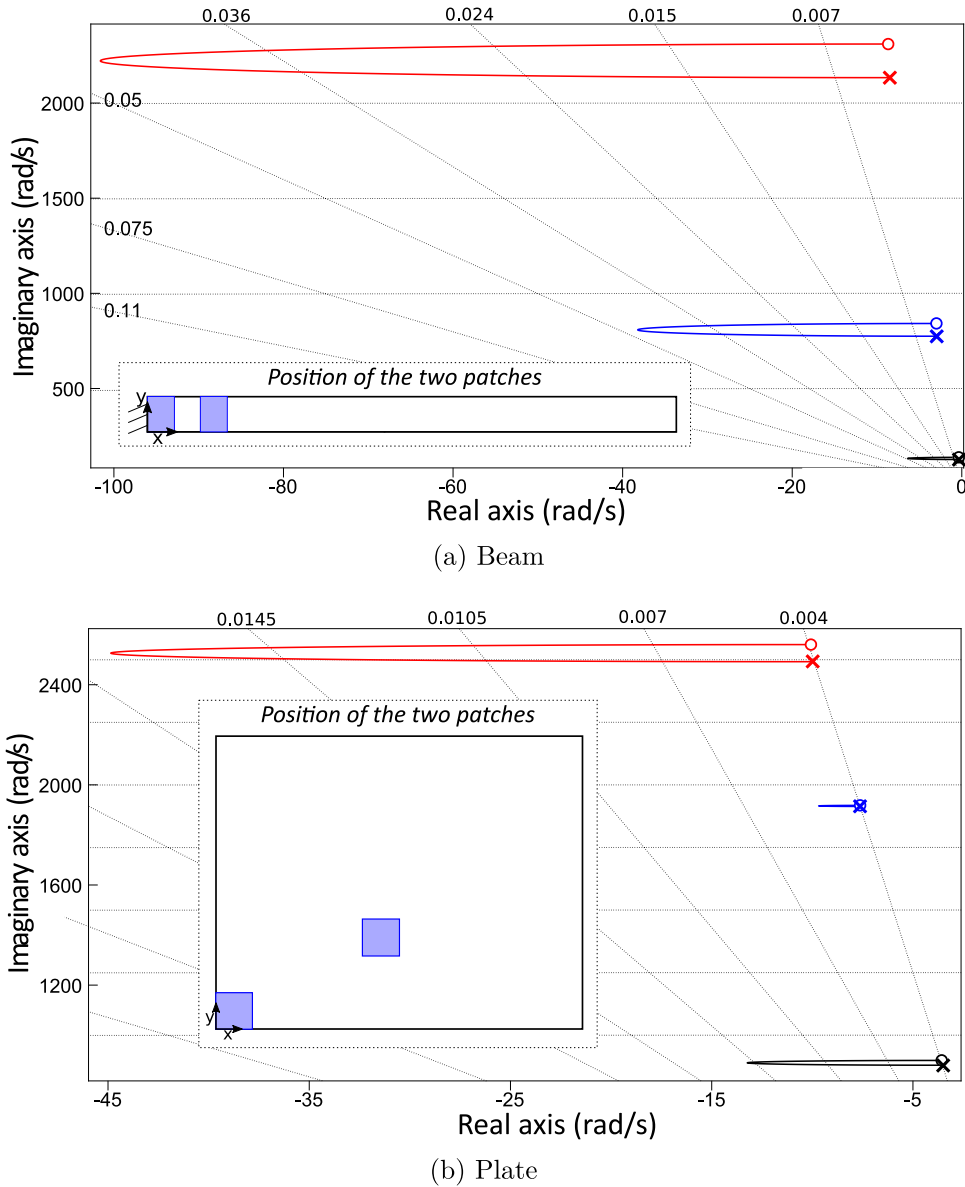 0.036 0.024 0.015 0.007
2000
0.05
1500
0.075
1000
0.11
500
Imaginary axis (rad/s)
Position of the two patches
y
x
-100 -80 -60 -40 -20 0
Real axis (rad/s)
(a) Beam
0.0145 0.0105 0.007 0.004
2400
2000
1600
1200
Imaginary axis (rad/s)
Position of the two patches
y
x
-45 -35 -25 -15 -5
Real axis (rad/s)
(b) Plate